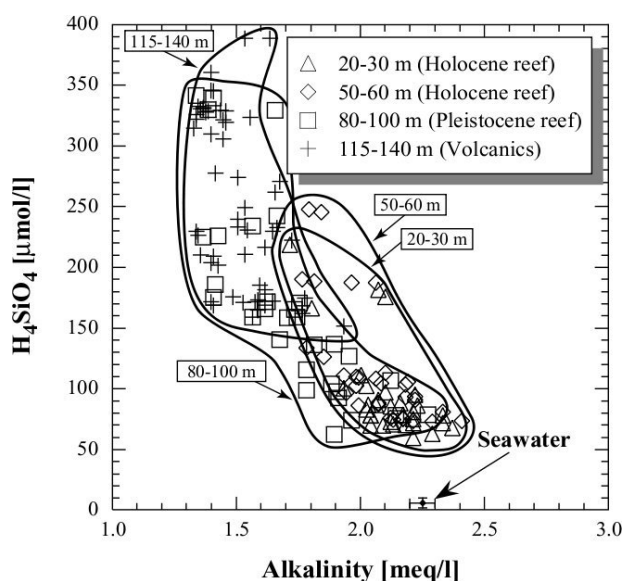 400
350
300
250
200
150
100
50
0
H4SiO4 [µmol/l]
115-140 m
20-30 m (Holocene reef)
50-60 m (Holocene reef)
80-100 m (Pleistocene reef)
115-140 m (Volcanics)
50-60 m
20-30 m
80-100 m
Seawater
1.0 1.5 2.0 2.5 3.0
Alkalinity [meq/l]